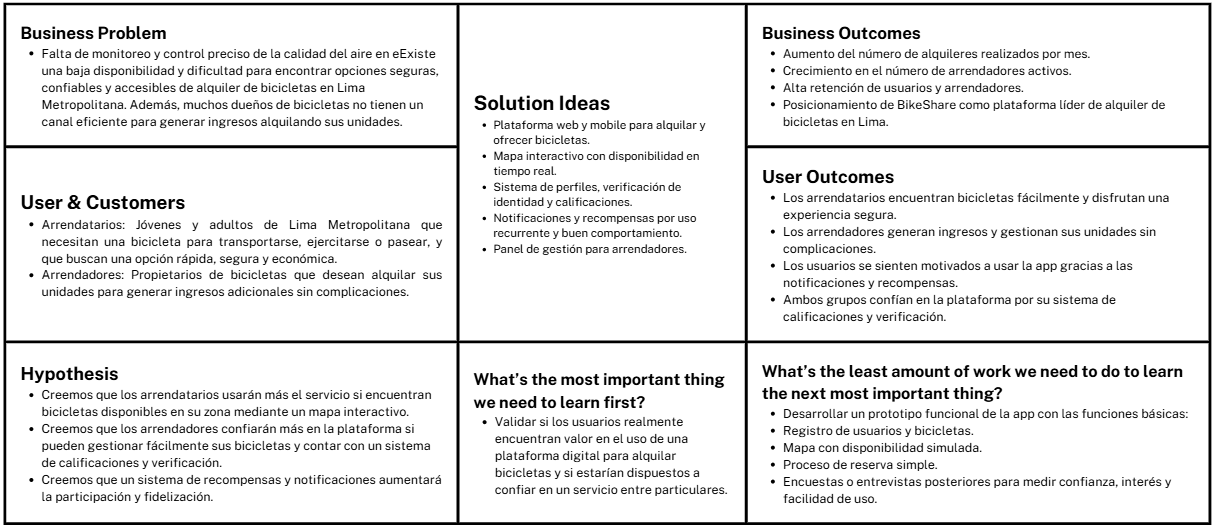 Business Problem
• Falta de monitoreo y control preciso de la calidad del aire en eExiste
una baja disponibilidad y dificultad para encontrar opciones seguras,
confiables y accesibles de alquiler de bicicletas en Lima
Metropolitana. Además, muchos dueños de bicicletas no tienen un
canal eficiente para generar ingresos alquilando sus unidades.
User & Customers
• Arrendatarios: Jóvenes y adultos de Lima Metropolitana que
necesitan una bicicleta para transportarse, ejercitarse o pasear, y
que buscan una opción rápida, segura y económica.
• Arrendadores: Propietarios de bicicletas que desean alquilar sus
unidades para generar ingresos adicionales sin complicaciones.
Solution Ideas
• Plataforma web y mobile para alquilar y
ofrecer bicicletas.
• Mapa interactivo con disponibilidad en
tiempo real.
• Sistema de perfiles, verificación de
identidad y calificaciones.
• Notificaciones y recompensas por uso
recurrente y buen comportamiento.
• Panel de gestión para arrendadores.
Business Outcomes
• Aumento del número de alquileres realizados por mes.
• Crecimiento en el número de arrendadores activos.
• Alta retención de usuarios y arrendadores.
• Posicionamiento de BikeShare como plataforma líder de alquiler de
bicicletas en Lima.
User Outcomes
• Los arrendatarios encuentran bicicletas fácilmente y disfrutan una
experiencia segura.
• Los arrendadores generan ingresos y gestionan sus unidades sin
complicaciones.
• Los usuarios se sienten motivados a usar la app gracias a las
notificaciones y recompensas.
• Ambos grupos confían en la plataforma por su sistema de
calificaciones y verificación.
Hypothesis
• Creemos que los arrendatarios usarán más el servicio si encuentran
bicicletas disponibles en su zona mediante un mapa interactivo.
• Creemos que los arrendadores confiarán más en la plataforma si
pueden gestionar fácilmente sus bicicletas y contar con un sistema
de calificaciones y verificación.
• Creemos que un sistema de recompensas y notificaciones aumentará
la participación y fidelización.
What's the most important thing
we need to learn first?
• Validar si los usuarios realmente
encuentran valor en el uso de una
plataforma digital para alquilar
bicicletas y si estarían dispuestos a
confiar en un servicio entre particulares.
What's the least amount of work we need to do to learn
the next most important thing?
• Desarrollar un prototipo funcional de la app con las funciones básicas:
• Registro de usuarios y bicicletas.
• Mapa con disponibilidad simulada.
• Proceso de reserva simple.
• Encuestas o entrevistas posteriores para medir confianza, interés y
facilidad de uso.